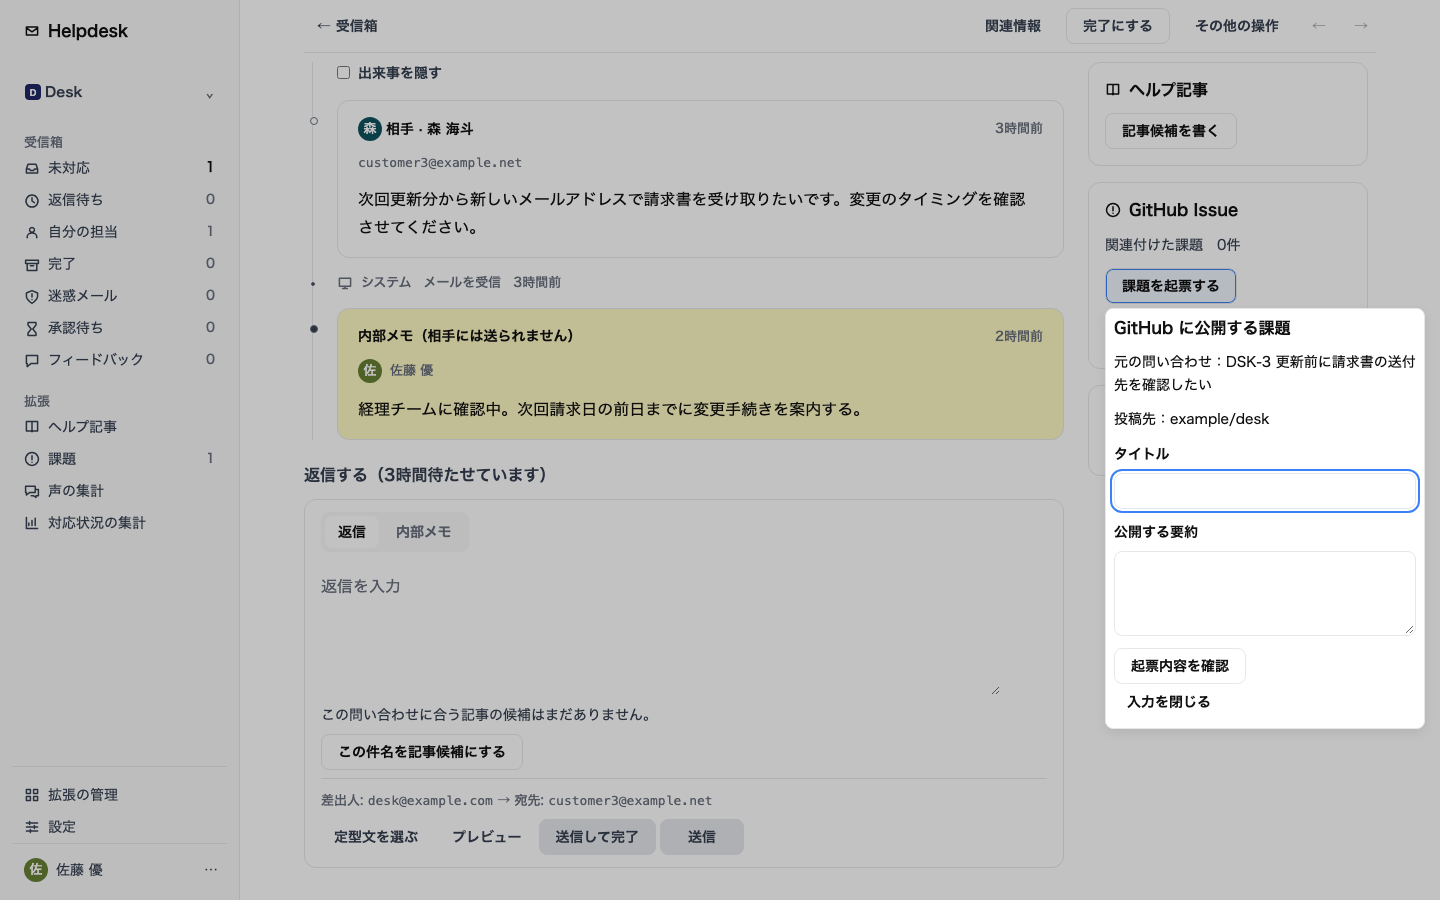 Helpdesk
D Desk
受信箱
未対応 1
返信待ち 0
自分の担当 1
完了 0
迷惑メール 0
承認待ち 0
フィードバック 0
拡張
ヘルプ記事
課題 1
声の集計
対応状況の集計
拡張の管理
設定
佐 佐藤 優 …
← 受信箱
関連情報 完了にする その他の操作 ← →
出来事を隠す
森 相手 · 森 海斗 3時間前
customer3@example.net
次回更新分から新しいメールアドレスで請求書を受け取りたいです。変更のタイミングを確認
させてください。
システム メールを受信 3時間前
内部メモ（相手には送られません） 2時間前
佐 佐藤 優
経理チームに確認中。次回請求日の前日までに変更手続きを案内する。
返信する（3時間待たせています）
返信 内部メモ
返信を入力
この問い合わせに合う記事の候補はまだありません。
この件名を記事候補にする
差出人: desk@example.com → 宛先: customer3@example.net
定型文を選ぶ プレビュー 送信して完了 送信
ヘルプ記事
記事候補を書く
GitHub Issue
関連付けた課題 0件
課題を起票する
GitHub に公開する課題
元の問い合わせ：DSK-3 更新前に請求書の送付
先を確認したい
投稿先：example/desk
タイトル
公開する要約
起票内容を確認
入力を閉じる